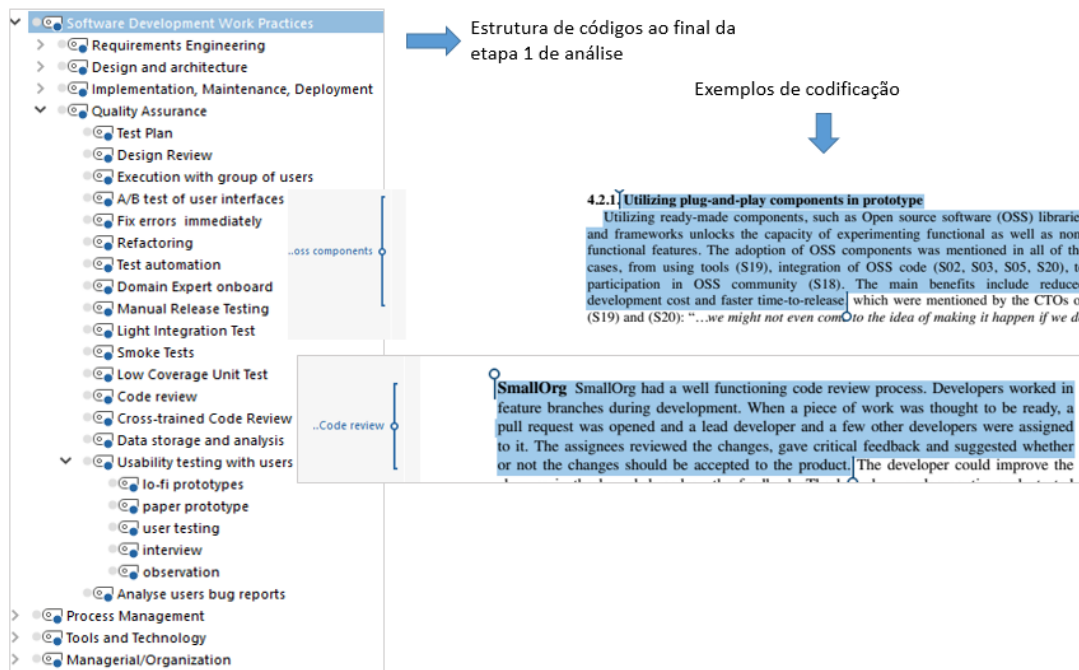 Software Development Work Practices
Requirements Engineering
Design and architecture
Implementation, Maintenance, Deployment
Quality Assurance
Test Plan
Design Review
Execution with group of users
A/B test of user interfaces
Fix errors immediately
Refactoring
Test automation
Domain Expert onboard
Manual Release Testing
Light Integration Test
Smoke Tests
Low Coverage Unit Test
Code review
Cross-trained Code Review
Data storage and analysis
Usability testing with users
lo-fi prototypes
paper prototype
user testing
interview
observation
Analyse users bug reports
Process Management
Tools and Technology
Managerial/Organization
Estrutura de códigos ao final da
etapa 1 de análise
Exemplos de codificação
..oss components
4.2.1. Utilizing plug-and-play components in prototype
Utilizing ready-made components, such as Open source software (OSS) librarie
and frameworks unlocks the capacity of experimenting functional as well as non
functional features. The adoption of OSS components was mentioned in all of th
cases, from using tools (S19), integration of OSS code (S02, S03, S05, S20), t
participation in OSS community (S18). The main benefits include reduce
development cost and faster time-to-release which were mentioned by the CTOs o
(S19) and (S20): “…we might not even come to the idea of making it happen if we d
..Code review
SmallOrg SmallOrg had a well functioning code review process. Developers worked in
feature branches during development. When a piece of work was thought to be ready, a
pull request was opened and a lead developer and a few other developers were assigned
to it. The assignees reviewed the changes, gave critical feedback and suggested whether
or not the changes should be accepted to the product. The developer could improve the